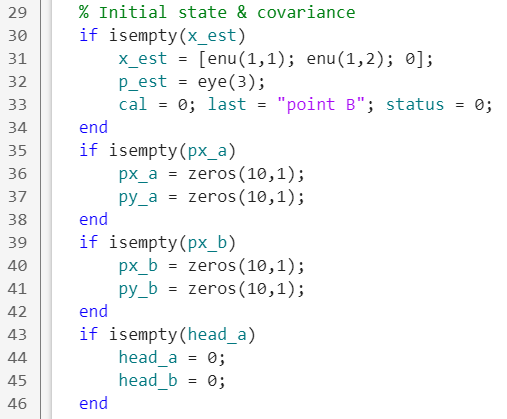 29 % Initial state & covariance
30 if isempty(x_est)
31 x_est = [enu(1,1); enu(1,2); 0];
32 p_est = eye(3);
33 cal = 0; last = "point B"; status = 0;
34 end
35 if isempty(px_a)
36 px_a = zeros(10,1);
37 py_a = zeros(10,1);
38 end
39 if isempty(px_b)
40 px_b = zeros(10,1);
41 py_b = zeros(10,1);
42 end
43 if isempty(head_a)
44 head_a = 0;
45 head_b = 0;
46 end